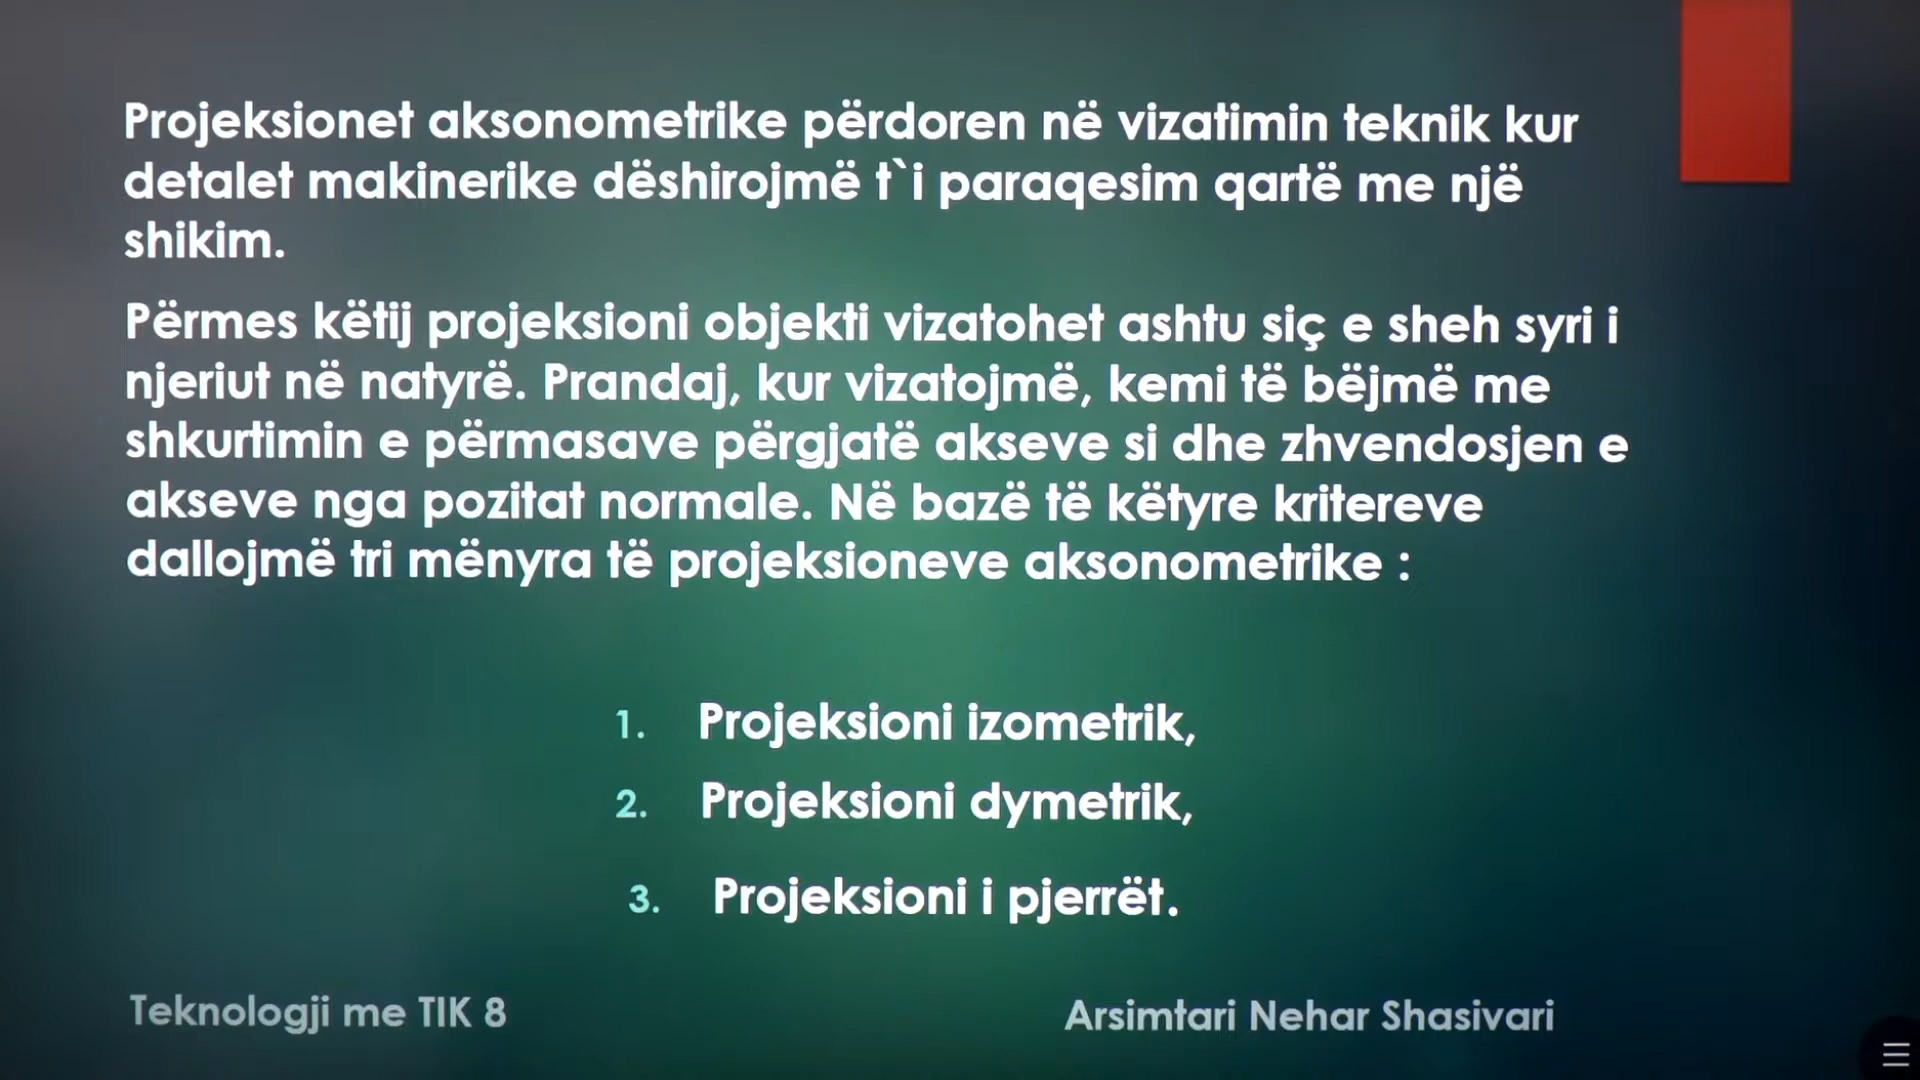 Projeksionet aksonometrike përdoren në vizatimin teknik kur
detalet makinerike dëshirojmë t`i paraqesim qartë me një
shikim.
Përmes këtij projeksioni objekti vizatohet ashtu siç e sheh syri i
njeriut në natyrë. Prandaj, kur vizatojmë, kemi të bëjmë me
shkurtimin e përmasave përgjatë akseve si dhe zhvendosjen e
akseve nga pozitat normale. Në bazë të këtyre kritereve
dallojmë tri mënyra të projeksioneve aksonometrike :
1. Projeksioni izometrik,
2. Projeksioni dymetrik,
3. Projeksioni i pjerrët.
Teknologji me TIK 8
Arsimtari Nehar Shasivari